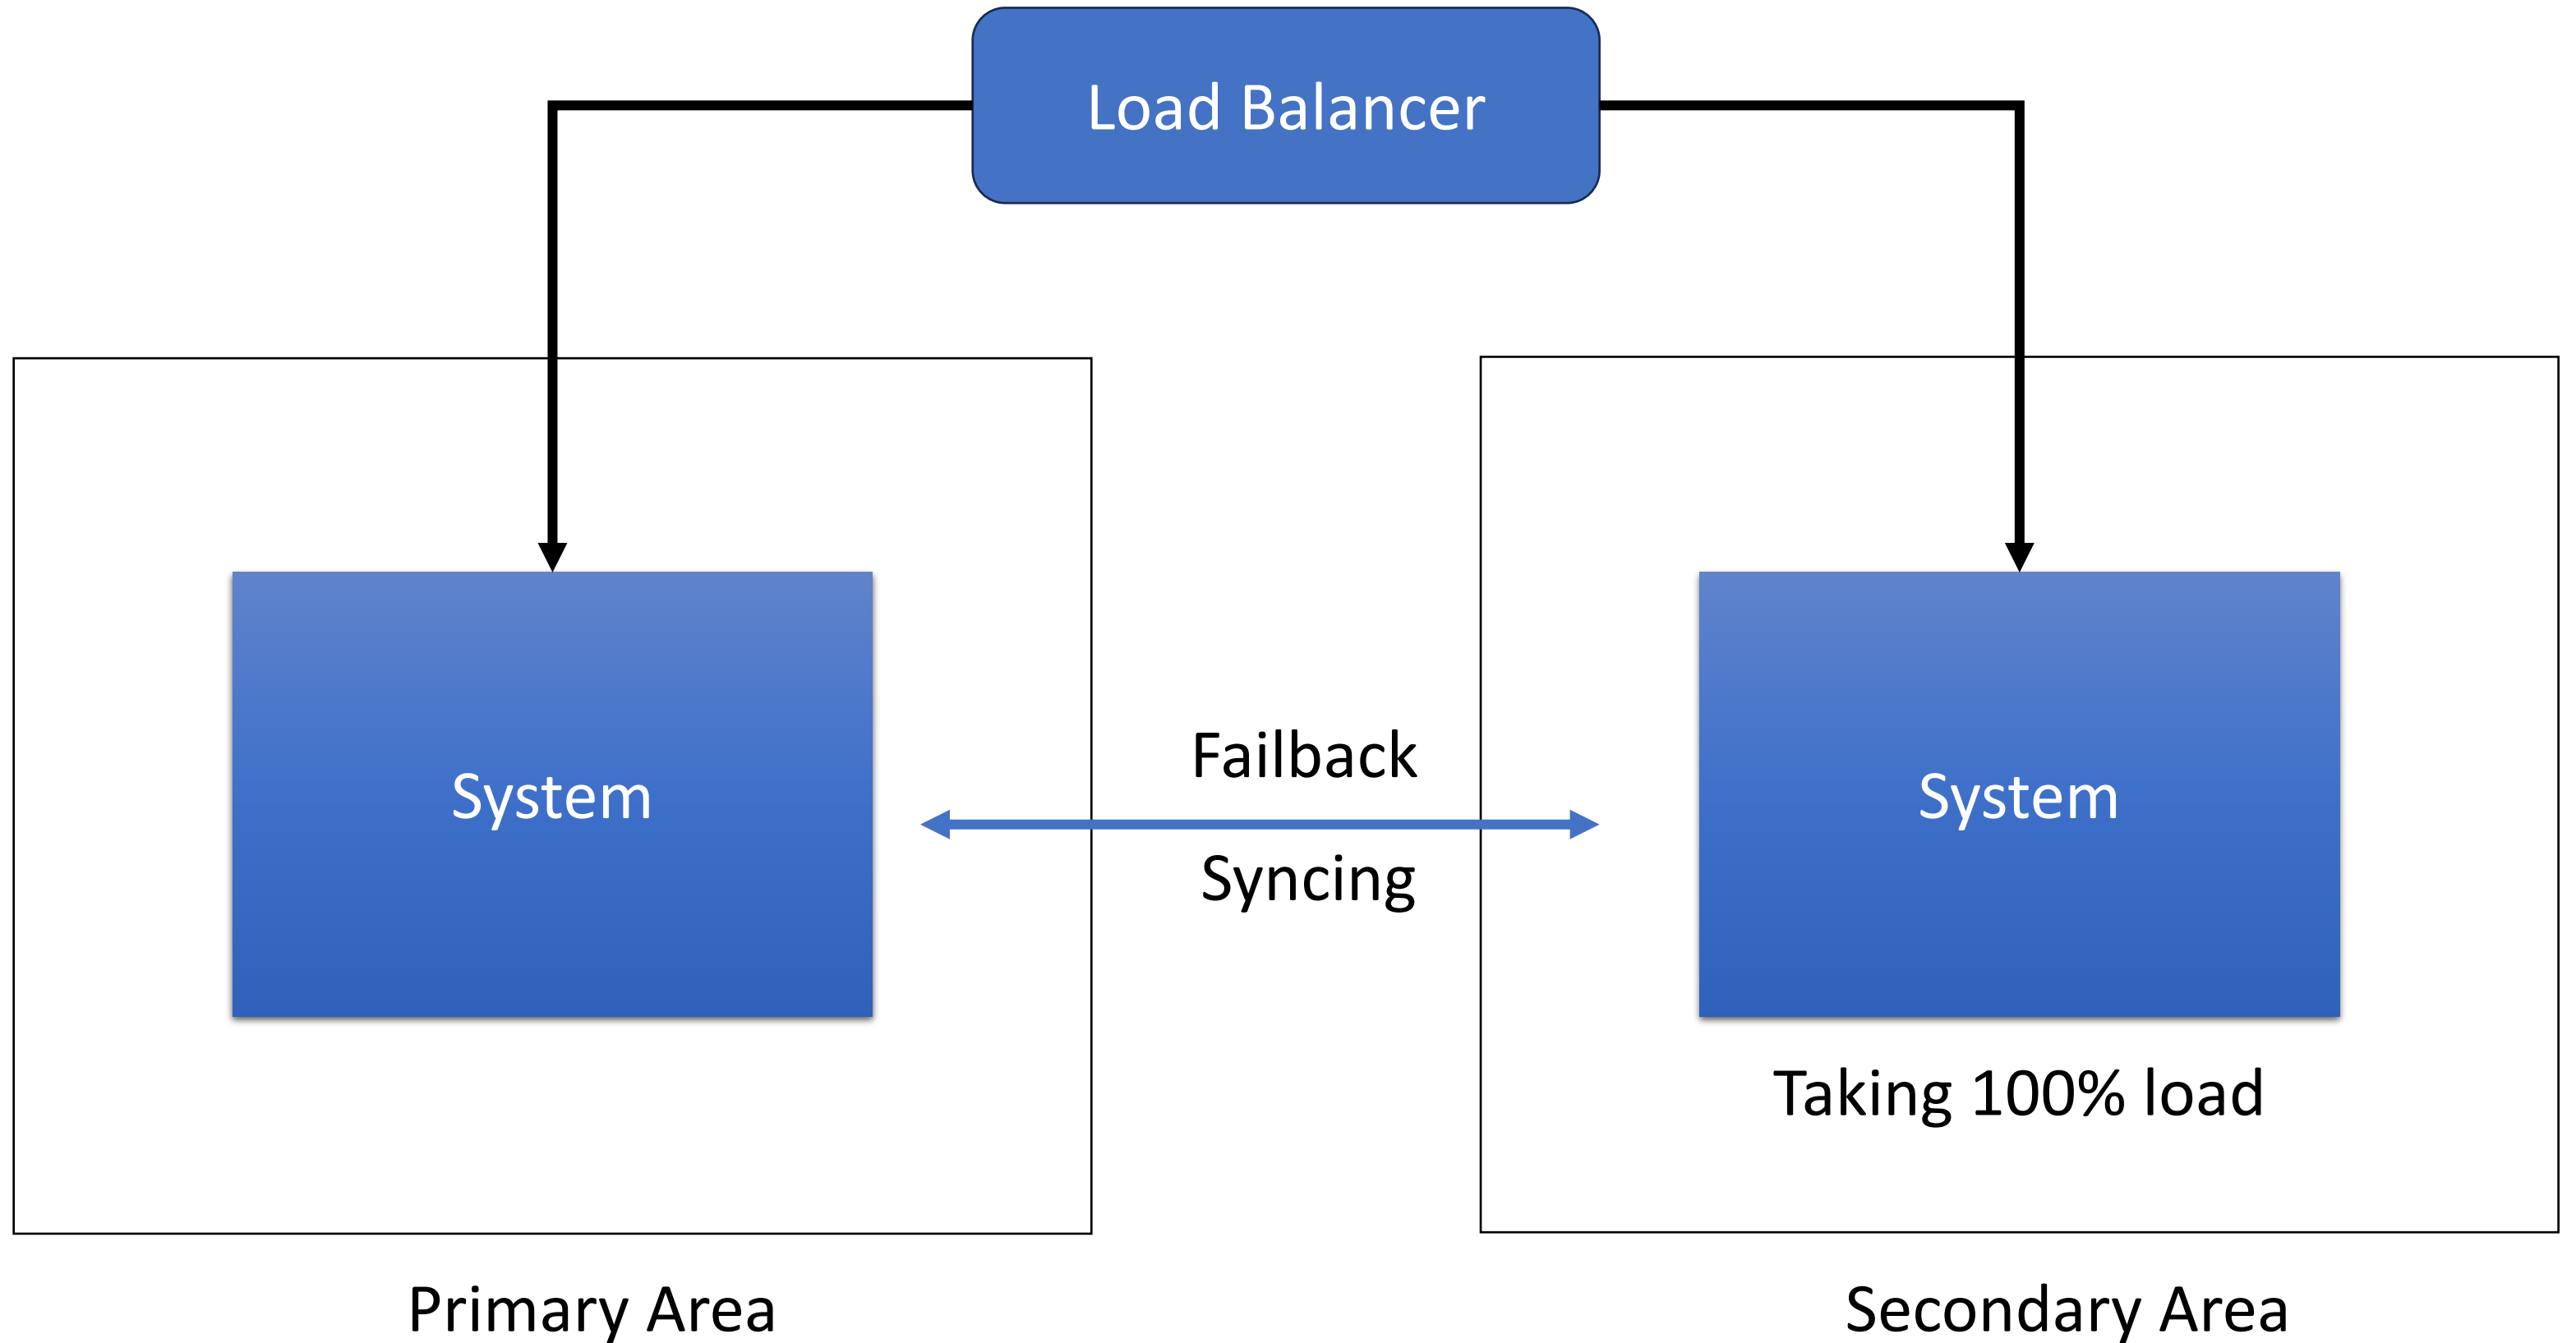 Load Balancer
System
Failback
Syncing
System
Taking 100% load
Primary Area
Secondary Area